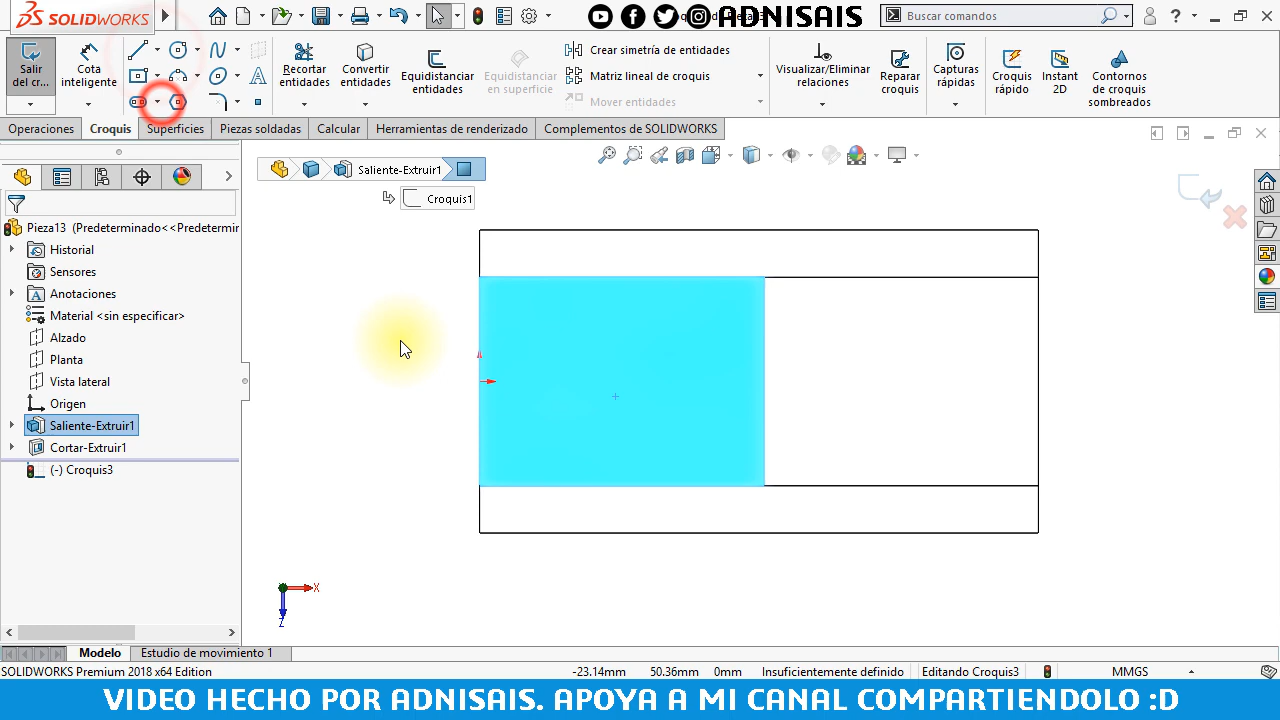 SOLIDWORKS
ADNISAIS
Buscar comandos
Salir del cr...
Cota inteligente
Recortar entidades
Convertir entidades
Equidistanciar entidades
Equidistanciar en superficie
Crear simetría de entidades
Matriz lineal de croquis
Mover entidades
Visualizar/Eliminar relaciones
Reparar croquis
Capturas rápidas
Croquis rápido
Instant 2D
Contornos de croquis sombreados
Operaciones
Croquis
Superficies
Piezas soldadas
Calcular
Herramientas de renderizado
Complementos de SOLIDWORKS
Saliente-Extruir1
Croquis1
Pieza13 (Predeterminado<<Predetermir
Historial
Sensores
Anotaciones
Material <sin especificar>
Alzado
Planta
Vista lateral
Origen
Saliente-Extruir1
Cortar-Extruir1
(-) Croquis3
X
Z
Modelo
Estudio de movimiento 1
SOLIDWORKS Premium 2018 x64 Edition
-23.14mm
50.36mm
0mm
Insuficientemente definido
Editando Croquis3
MMGS
VIDEO HECHO POR ADNISAIS. APOYA A MI CANAL COMPARTIENDOLO :D